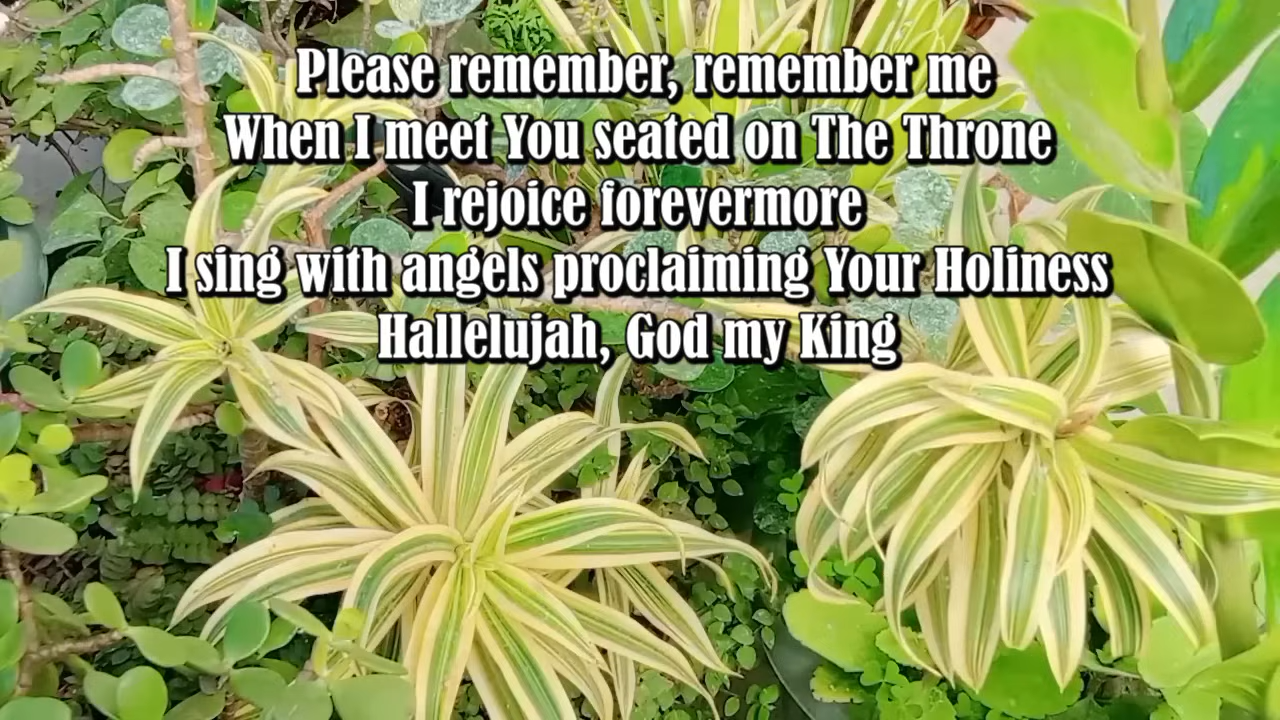 Please remember, remember me
When I meet You seated on The Throne
I rejoice forevermore
I sing with angels proclaiming Your Holiness
Hallelujah, God my King